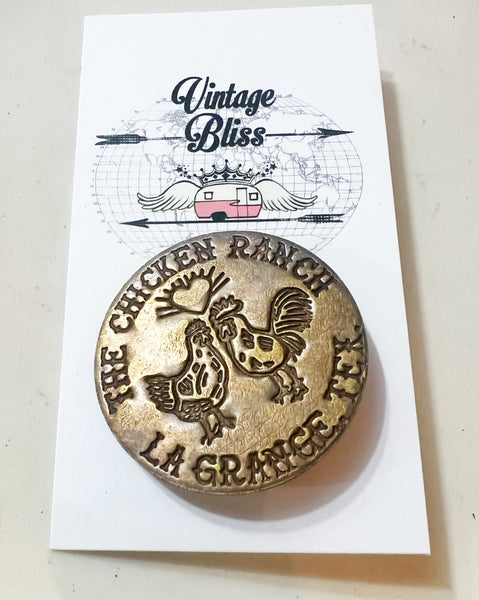 Vintage
Bliss
THE CHICKEN RANCH
LA GRANGE, TEX.